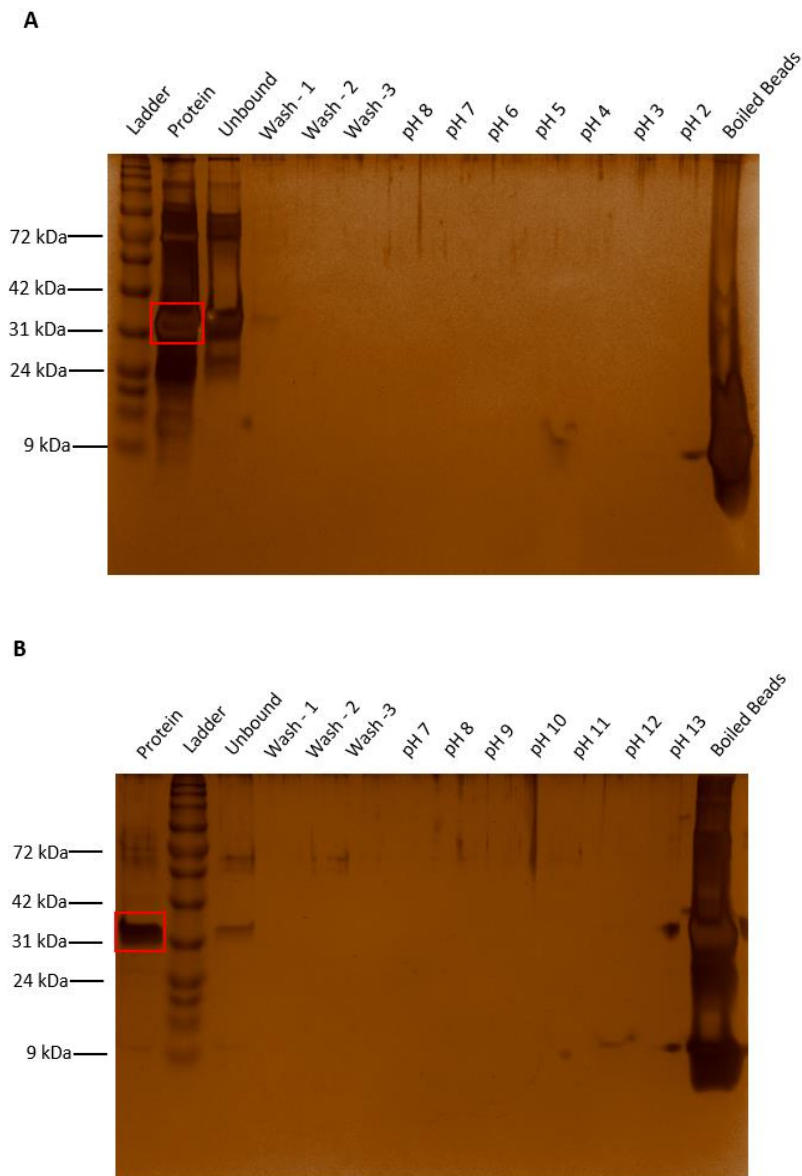 A
Ladder
Protein
Unbound
Wash - 1
Wash - 2
Wash -3
pH 8
pH 7
pH 6
pH 5
pH 4
pH 3
pH 2
Boiled Beads
72 kDa
42 kDa
31 kDa
24 kDa
9 kDa
B
Protein
Ladder
Unbound
Wash - 1
Wash - 2
Wash -3
pH 7
pH 8
pH 9
pH 10
pH 11
pH 12
pH 13
Boiled Beads
72 kDa
42 kDa
31 kDa
24 kDa
9 kDa